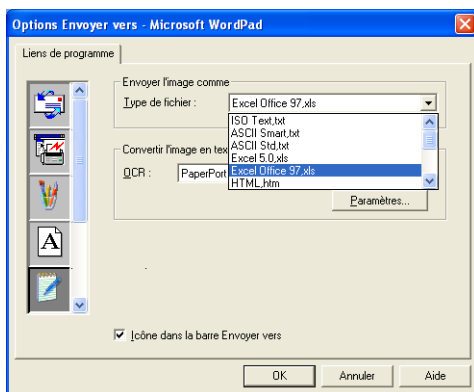 Options Envoyer vers - Microsoft WordPad
Liens de programme
Envoyer l'image comme
Type de fichier :
Excel Office 97,xls
ISO Text,txt
ASCII Smart,txt
ASCII Std,txt
Excel 5.0,xls
Excel Office 97,xls
HTML,htm
Convertir l'image en tex
OCR :
PaperPort
Paramètres...
A
Icône dans la barre Envoyer vers
OK
Annuler
Aide